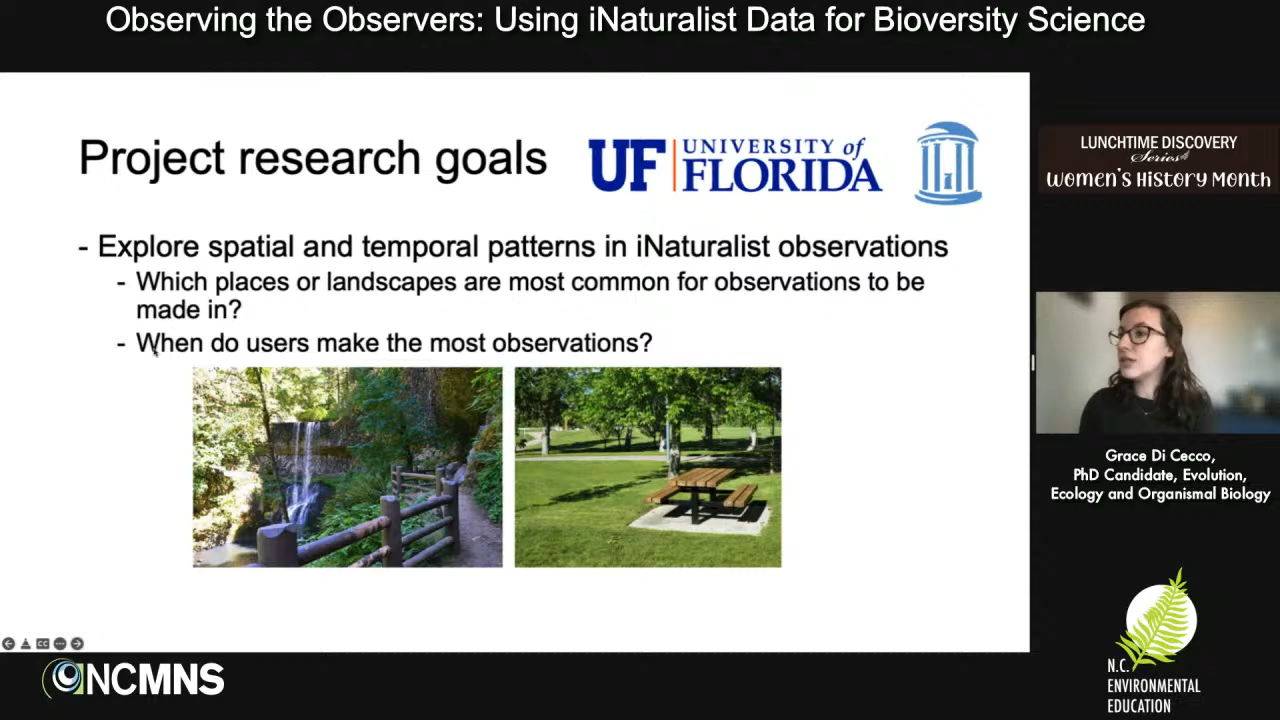 Observing the Observers: Using iNaturalist Data for Bioversity Science
Project research goals
UF | UNIVERSITY of
FLORIDA
- Explore spatial and temporal patterns in iNaturalist observations
- Which places or landscapes are most common for observations to be
made in?
- When do users make the most observations?
LUNCHTIME DISCOVERY
Series
Women's History Month
Grace Di Cecco,
PhD Candidate, Evolution,
Ecology and Organismal Biology
CC
NCMNS
N.C.
ENVIRONMENTAL
EDUCATION